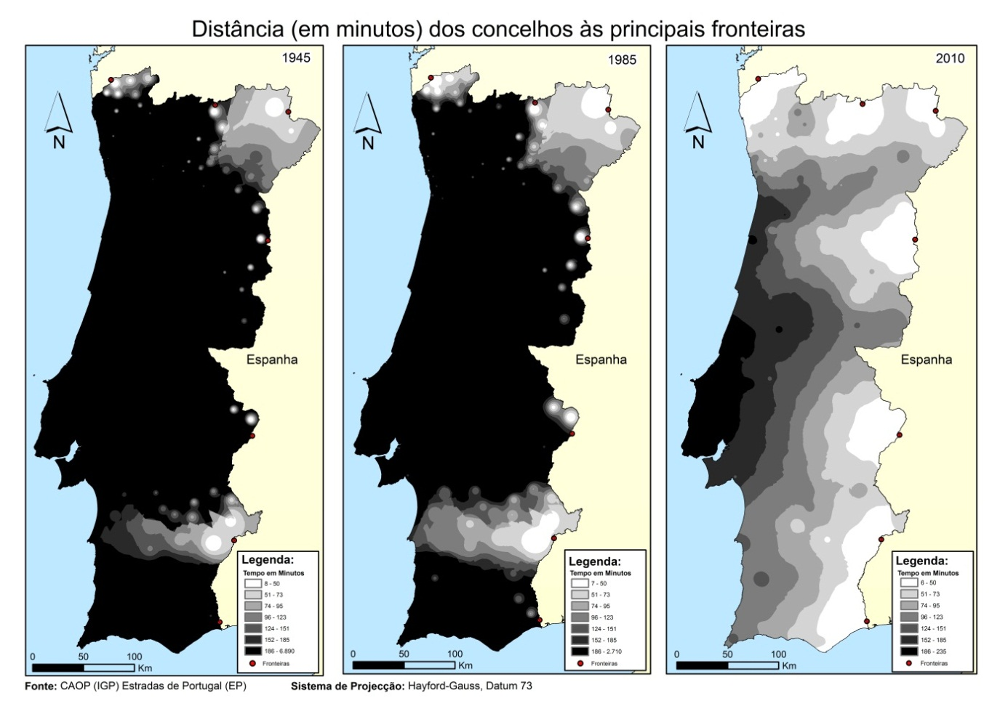 Distância (em minutos) dos concelhos às principais fronteiras
1945
N
Espanha
Legenda:
Tempo em Minutos
8 - 50
51 - 73
74 - 95
96 - 123
124 - 151
152 - 185
186 - 6.890
Fronteiras
0 50 100
Km
1985
N
Espanha
Legenda:
Tempo em Minutos
7 - 50
51 - 73
74 - 95
96 - 123
124 - 151
152 - 185
186 - 2.710
Fronteiras
0 50 100
Km
2010
N
Espanha
Legenda:
Tempo em Minutos
6 - 50
51 - 73
74 - 95
96 - 123
124 - 151
152 - 185
186 - 235
Fronteiras
0 50 100
Km
Fonte: CAOP (IGP) Estradas de Portugal (EP) Sistema de Projecção: Hayford-Gauss, Datum 73